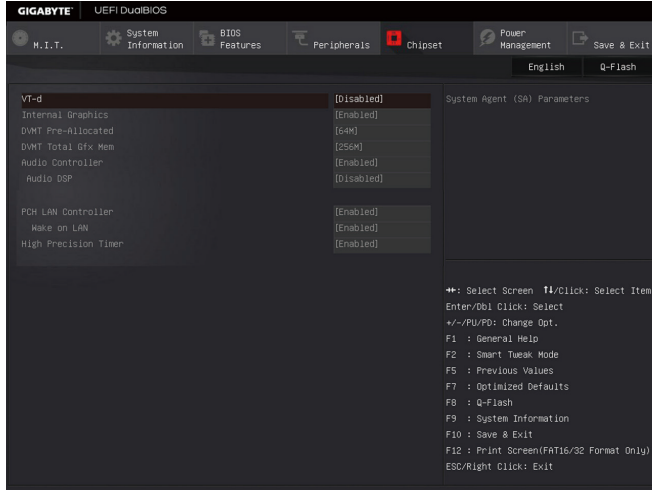 GIGABYTE™ UEFI DualBIOS
M.I.T.
System Information
BIOS Features
Peripherals
Chipset
Power Management
Save & Exit
English Q-Flash
VT-d [Disabled] System Agent (SA) Parameters
Internal Graphics [Enabled]
DVMT Pre-Allocated [64M]
DVMT Total Gfx Mem [256M]
Audio Controller [Enabled]
Audio DSP [Disabled]
PCH LAN Controller [Enabled]
Wake on LAN [Enabled]
High Precision Timer [Enabled]
→←: Select Screen ↑↓/Click: Select Item
Enter/Dbl Click: Select
+/-/PU/PD: Change Opt.
F1 : General Help
F2 : Smart Tweak Mode
F5 : Previous Values
F7 : Optimized Defaults
F8 : Q-Flash
F9 : System Information
F10 : Save & Exit
F12 : Print Screen(FAT16/32 Format Only)
ESC/Right Click: Exit